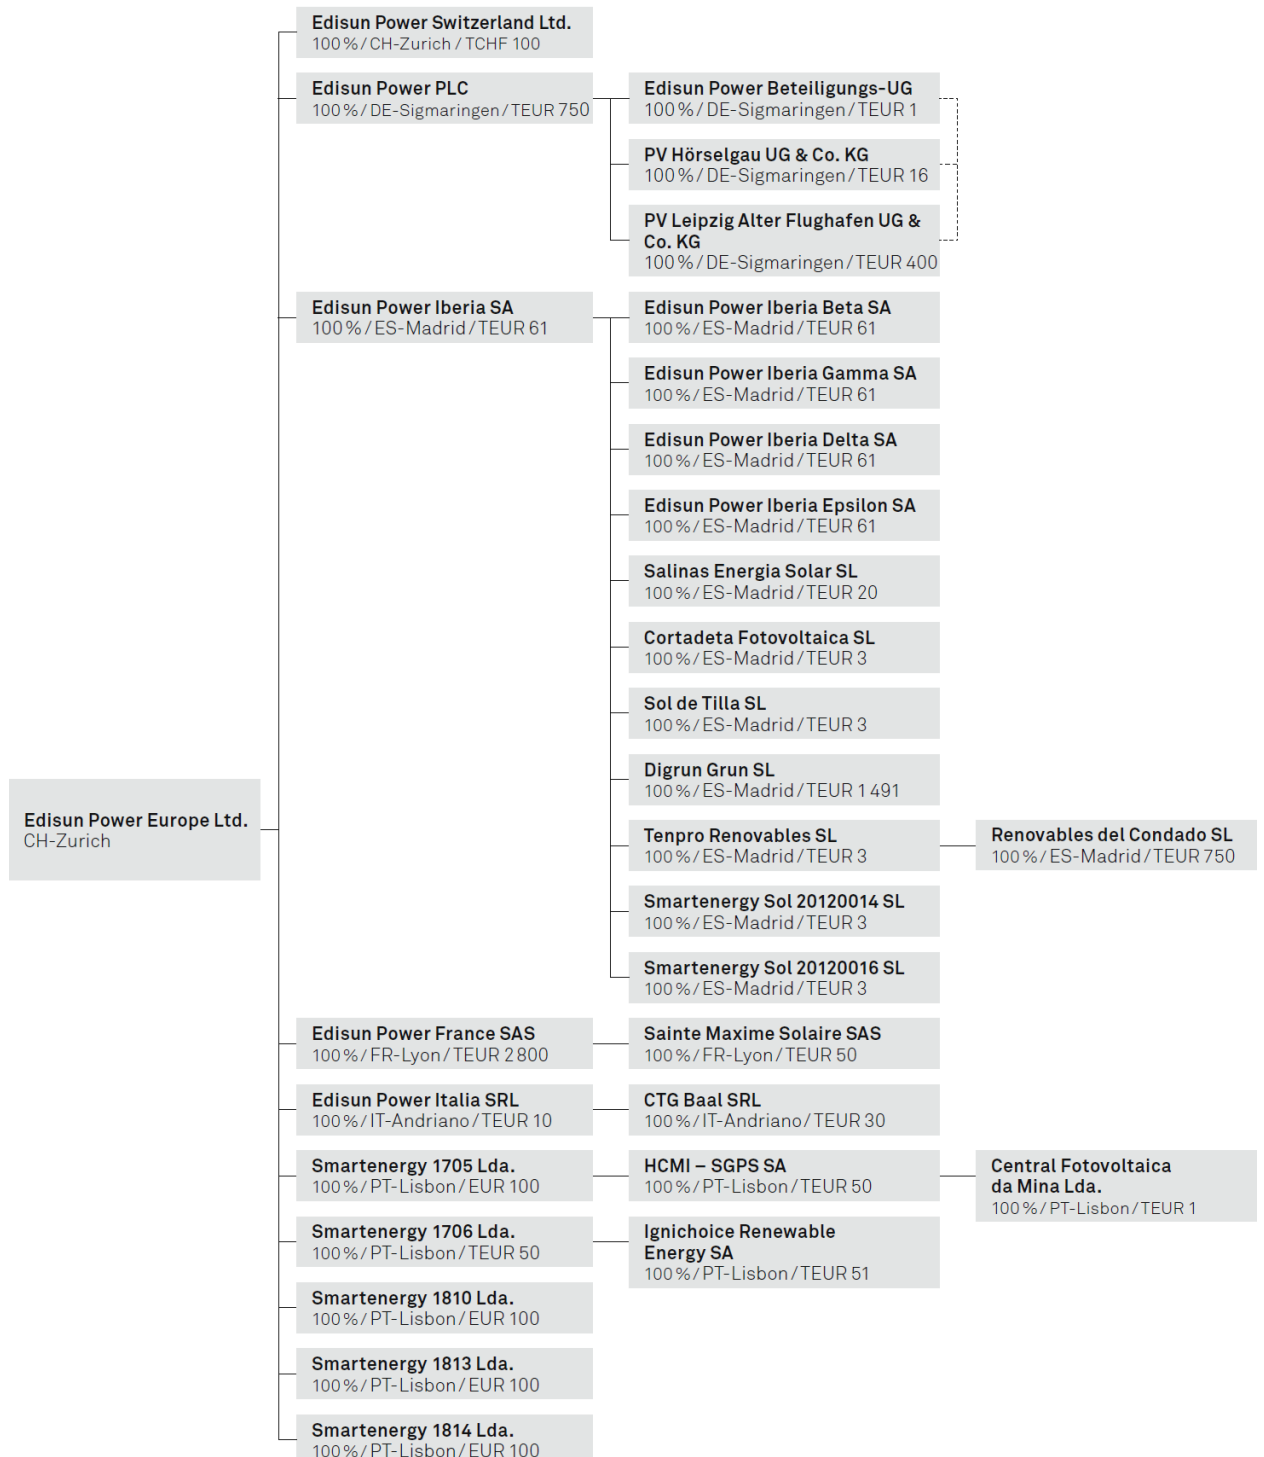 Edisun Power Switzerland Ltd.
100 % / CH-Zurich / TCHF 100
Edisun Power PLC
100 % / DE-Sigmaringen / TEUR 750
Edisun Power Beteiligungs-UG
100 % / DE-Sigmaringen / TEUR 1
PV Hörselgau UG & Co. KG
100 % / DE-Sigmaringen / TEUR 16
PV Leipzig Alter Flughafen UG &
Co. KG
100 % / DE-Sigmaringen / TEUR 400
Edisun Power Iberia SA
100 % / ES-Madrid / TEUR 61
Edisun Power Iberia Beta SA
100 % / ES-Madrid / TEUR 61
Edisun Power Iberia Gamma SA
100 % / ES-Madrid / TEUR 61
Edisun Power Iberia Delta SA
100 % / ES-Madrid / TEUR 61
Edisun Power Iberia Epsilon SA
100 % / ES-Madrid / TEUR 61
Salinas Energia Solar SL
100 % / ES-Madrid / TEUR 20
Cortadeta Fotovoltaica SL
100 % / ES-Madrid / TEUR 3
Sol de Tilla SL
100 % / ES-Madrid / TEUR 3
Digrun Grun SL
100 % / ES-Madrid / TEUR 1 491
Edisun Power Europe Ltd.
CH-Zurich
Tenpro Renovables SL
100 % / ES-Madrid / TEUR 3
Renovables del Condado SL
100 % / ES-Madrid / TEUR 750
Smartenergy Sol 20120014 SL
100 % / ES-Madrid / TEUR 3
Smartenergy Sol 20120016 SL
100 % / ES-Madrid / TEUR 3
Edisun Power France SAS
100 % / FR-Lyon / TEUR 2 800
Sainte Maxime Solaire SAS
100 % / FR-Lyon / TEUR 50
Edisun Power Italia SRL
100 % / IT-Andriano / TEUR 10
CTG Baal SRL
100 % / IT-Andriano / TEUR 30
Smartenergy 1705 Lda.
100 % / PT-Lisbon / EUR 100
HCMI – SGPS SA
100 % / PT-Lisbon / TEUR 50
Central Fotovoltaica
da Mina Lda.
100 % / PT-Lisbon / TEUR 1
Smartenergy 1706 Lda.
100 % / PT-Lisbon / TEUR 50
Ignichoice Renewable
Energy SA
100 % / PT-Lisbon / TEUR 51
Smartenergy 1810 Lda.
100 % / PT-Lisbon / EUR 100
Smartenergy 1813 Lda.
100 % / PT-Lisbon / EUR 100
Smartenergy 1814 Lda.
100 % / PT-Lisbon / EUR 100